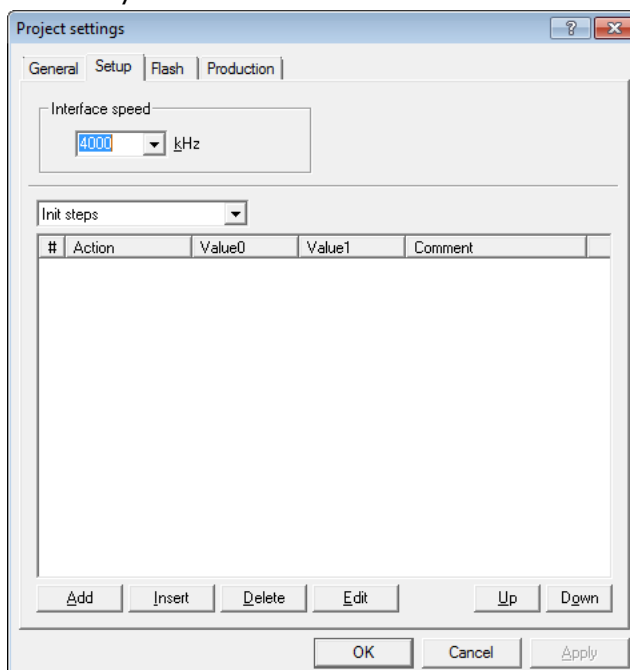 Project settings
General Setup Flash Production
Interface speed
4000 kHz
Init steps
# Action Value0 Value1 Comment
Add Insert Delete Edit Up Down
OK Cancel Apply